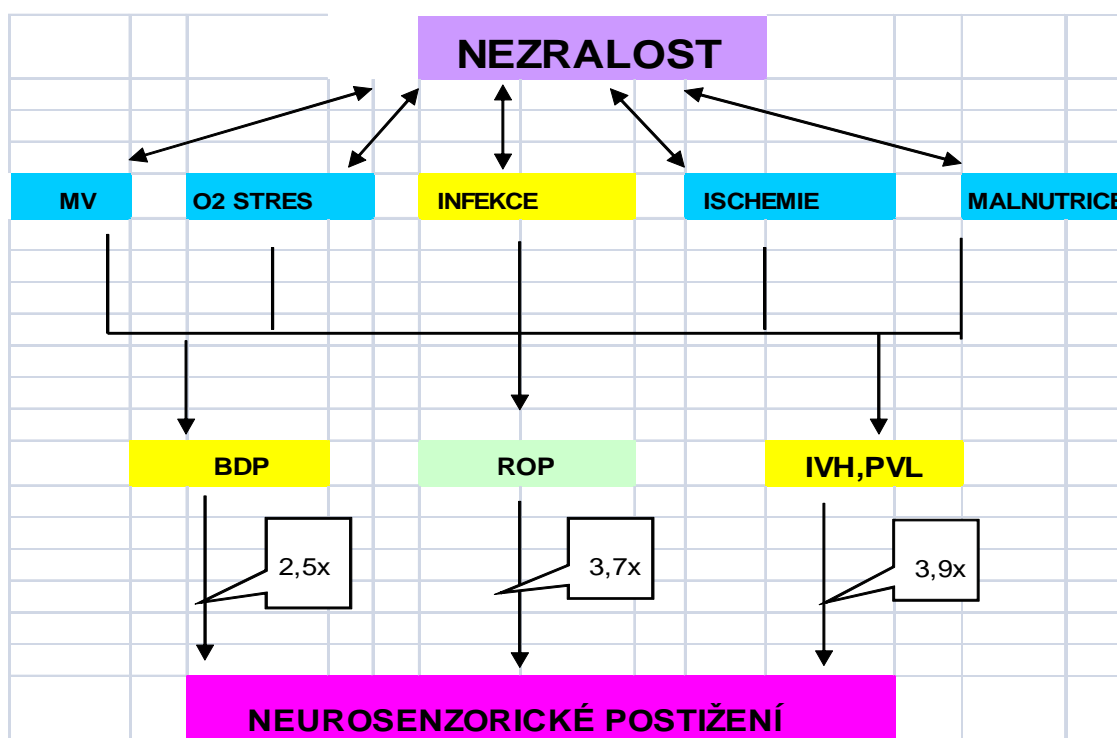 NEZRALOST
MV
O2 STRES
INFEKCE
ISCHEMIE
MALNUTRICE
BDP
ROP
IVH,PVL
2,5x
3,7x
3,9x
NEUROSENZORICKÉ POSTIŽENÍ